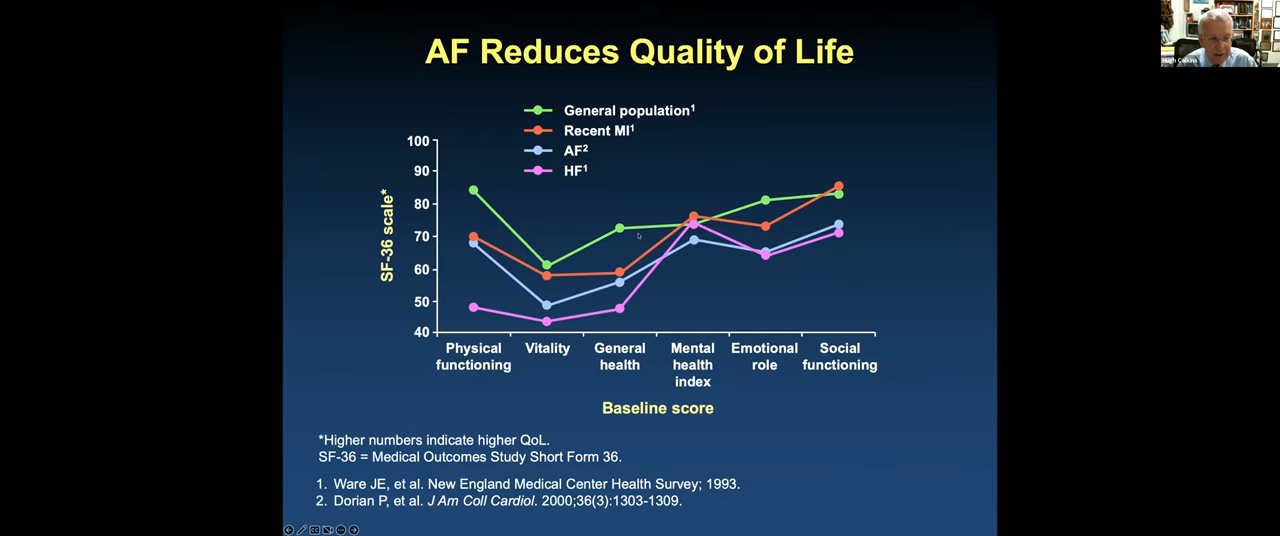 AF Reduces Quality of Life
Hugh Calkins
General population¹
Recent MI¹
AF²
HF¹
SF-36 scale*
100
90
80
70
60
50
40
Physical functioning
Vitality
General health
Mental health index
Emotional role
Social functioning
Baseline score
*Higher numbers indicate higher QoL.
SF-36 = Medical Outcomes Study Short Form 36.
1. Ware JE, et al. New England Medical Center Health Survey; 1993.
2. Dorian P, et al. J Am Coll Cardiol. 2000;36(3):1303-1309.